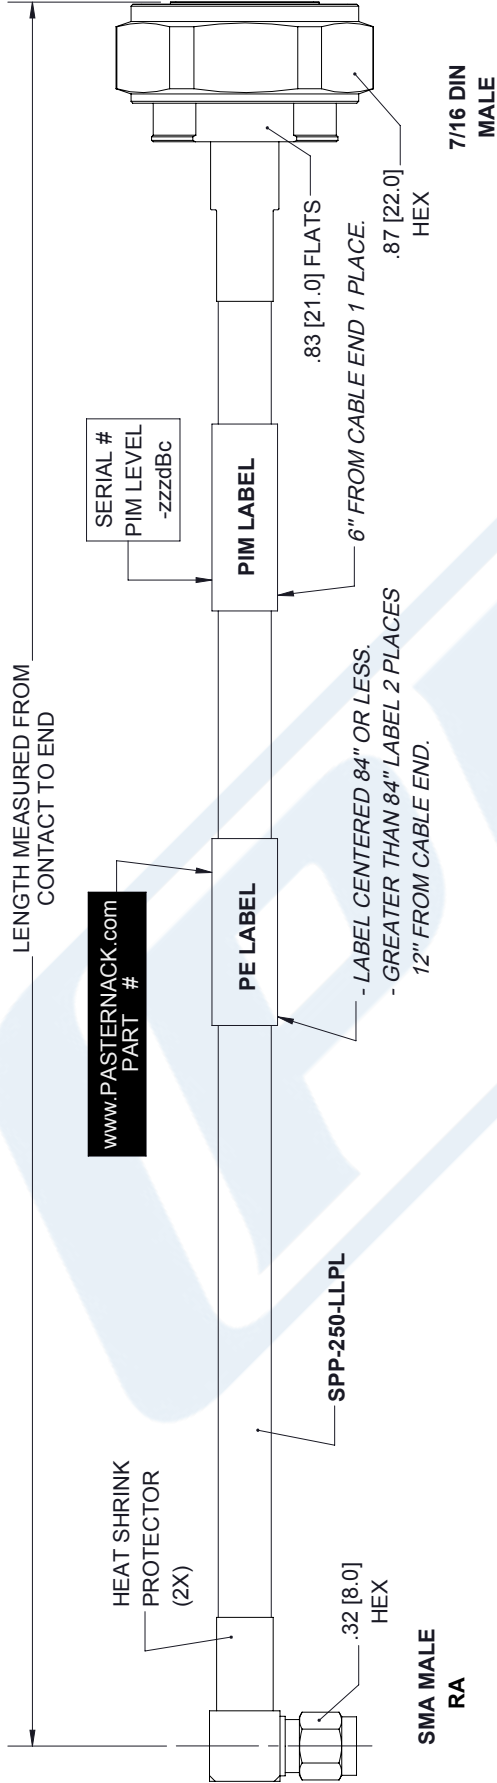 LENGTH MEASURED FROM
CONTACT TO END
HEAT SHRINK
PROTECTOR
(2X)
www.PASTERNACK.com
PART #
SERIAL #
PIM LEVEL
-zzzdBc
PE LABEL
PIM LABEL
.83 [21.0] FLATS
6" FROM CABLE END 1 PLACE.
.87 [22.0]
HEX
7/16 DIN
MALE
- LABEL CENTERED 84" OR LESS.
- GREATER THAN 84" LABEL 2 PLACES
12" FROM CABLE END.
SPP-250-LLPL
.32 [8.0]
HEX
SMA MALE
RA